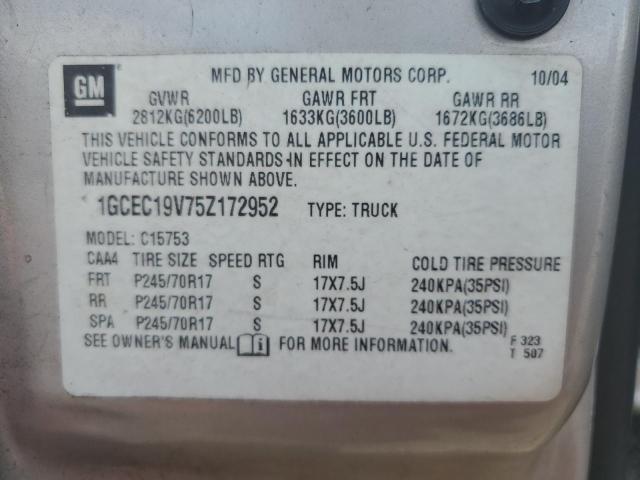 GM MFD BY GENERAL MOTORS CORP. 10/04
GVWR GAWR FRT GAWR RR
2812KG(6200LB) 1633KG(3600LB) 1672KG(3686LB)
THIS VEHICLE CONFORMS TO ALL APPLICABLE U.S. FEDERAL MOTOR
VEHICLE SAFETY STANDARDS IN EFFECT ON THE DATE OF
MANUFACTURE SHOWN ABOVE.
1GCEC19V75Z172952 TYPE: TRUCK
MODEL: C15753
CAA4 TIRE SIZE SPEED RTG RIM COLD TIRE PRESSURE
FRT P245/70R17 S 17X7.5J 240KPA(35PSI)
RR P245/70R17 S 17X7.5J 240KPA(35PSI)
SPA P245/70R17 S 17X7.5J 240KPA(35PSI)
SEE OWNER'S MANUAL i FOR MORE INFORMATION. F 323
T 507